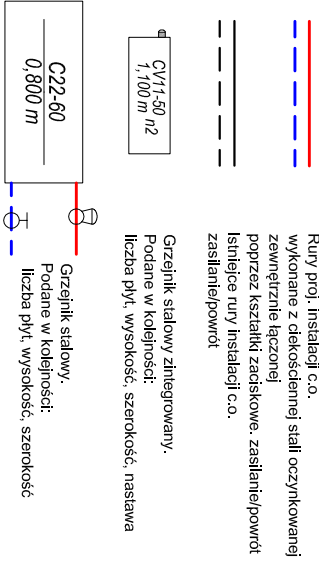 Rury proj. instalacji c.o.
wykonane z ciekościennej stali oczynkowanej
zewnętrznie łączonej
poprzez kształtki zaciskowe. zasilanie/powrót
Istniejce rury instalacji c.o.
zasilanie/powrót
CV11-50
1,100 m n2
Grzejnik stalowy zintegrowany.
Podane w kolejności:
liczba płyt, wysokość, szerokość, nastawa
C22-60
0,800 m
Grzejnik stalowy.
Podane w kolejności:
liczba płyt, wysokość, szerokość